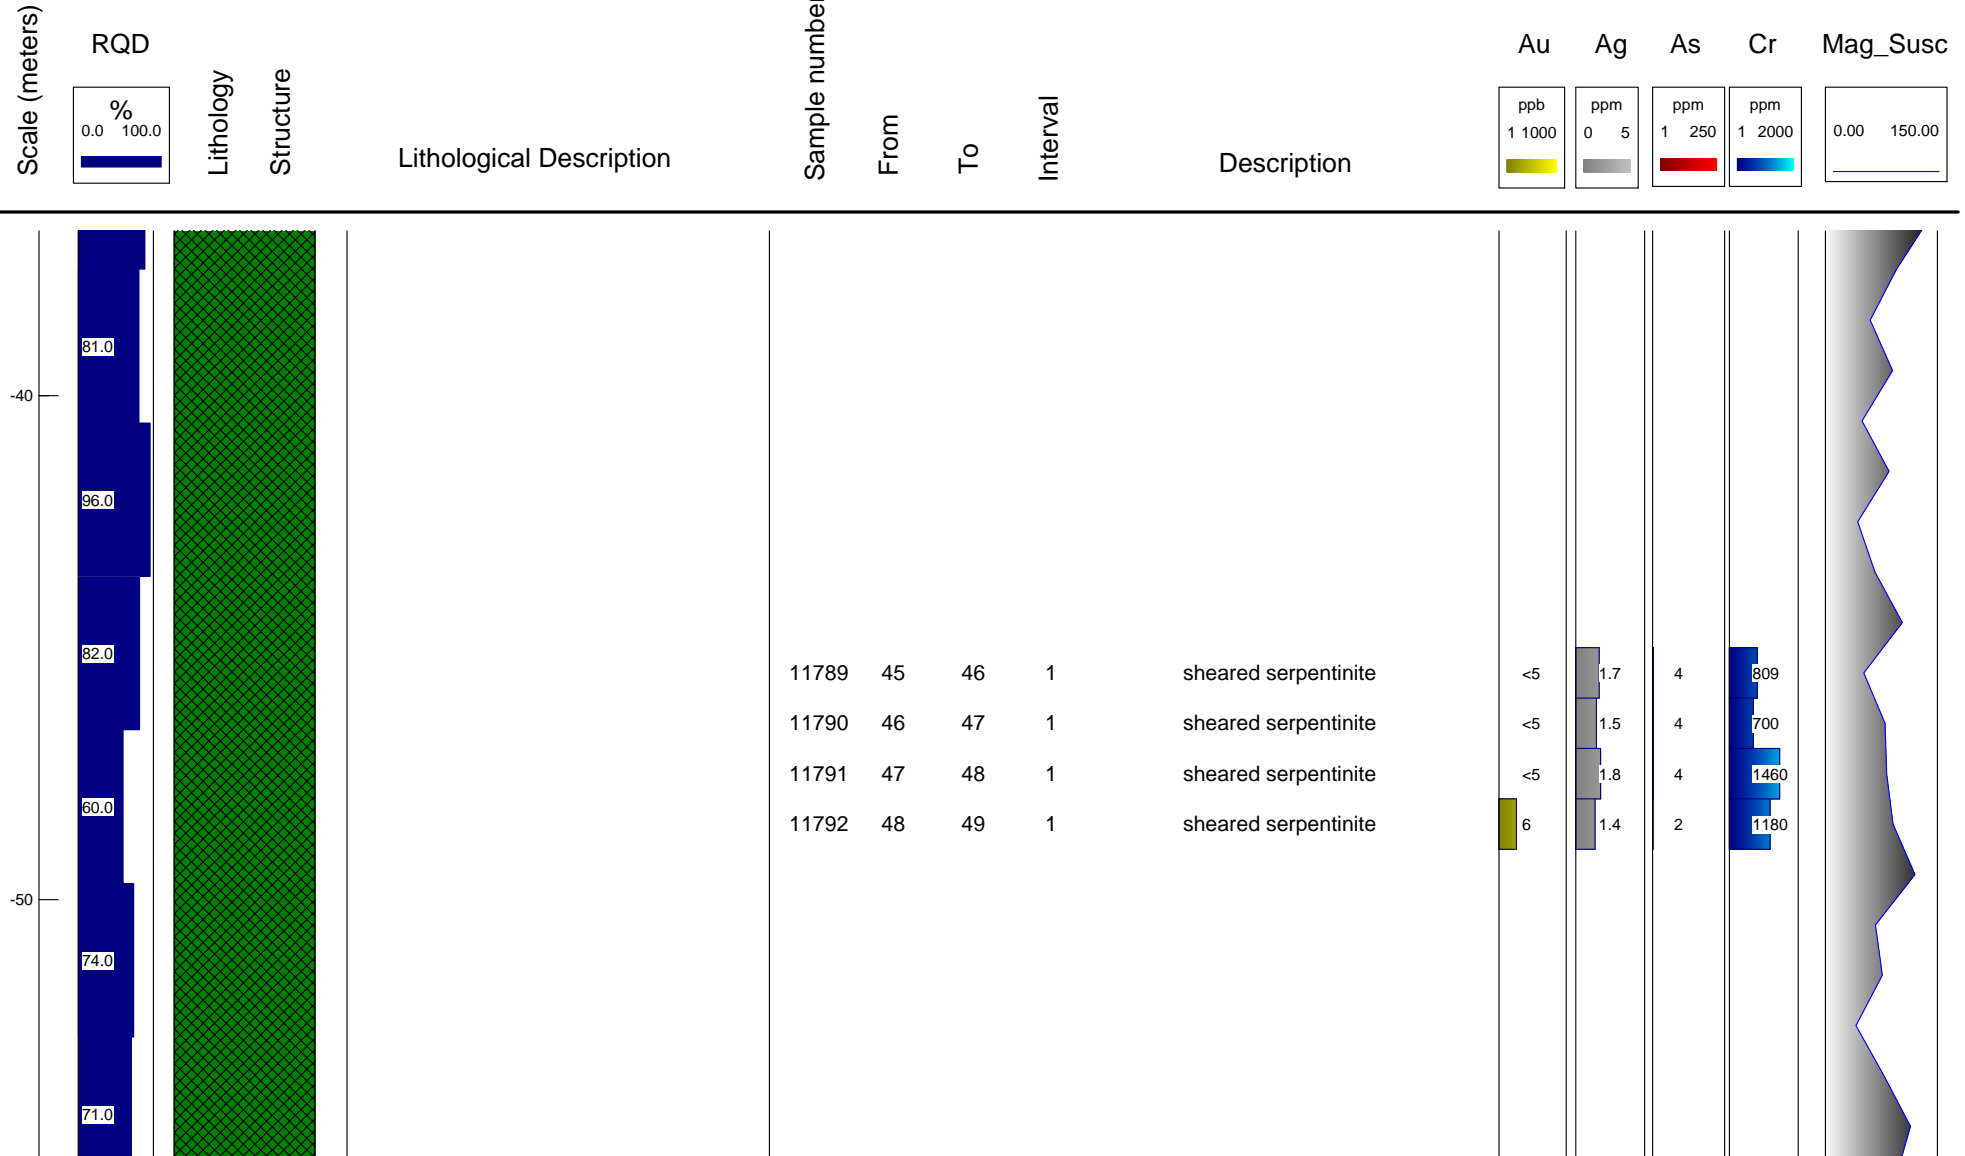 Scale (meters)
RQD
%
0.0 100.0
Lithology
Structure
Lithological Description
Sample number
From
To
Interval
Description
Au
ppb
1 1000
Ag
ppm
0 5
As
ppm
1 250
Cr
ppm
1 2000
Mag_Susc
0.00 150.00
81.0
-40
96.0
82.0
11789 45 46 1 sheared serpentinite <5 1.7 4 809
11790 46 47 1 sheared serpentinite <5 1.5 4 700
11791 47 48 1 sheared serpentinite <5 1.8 4 1460
60.0
11792 48 49 1 sheared serpentinite 6 1.4 2 1180
-50
74.0
71.0